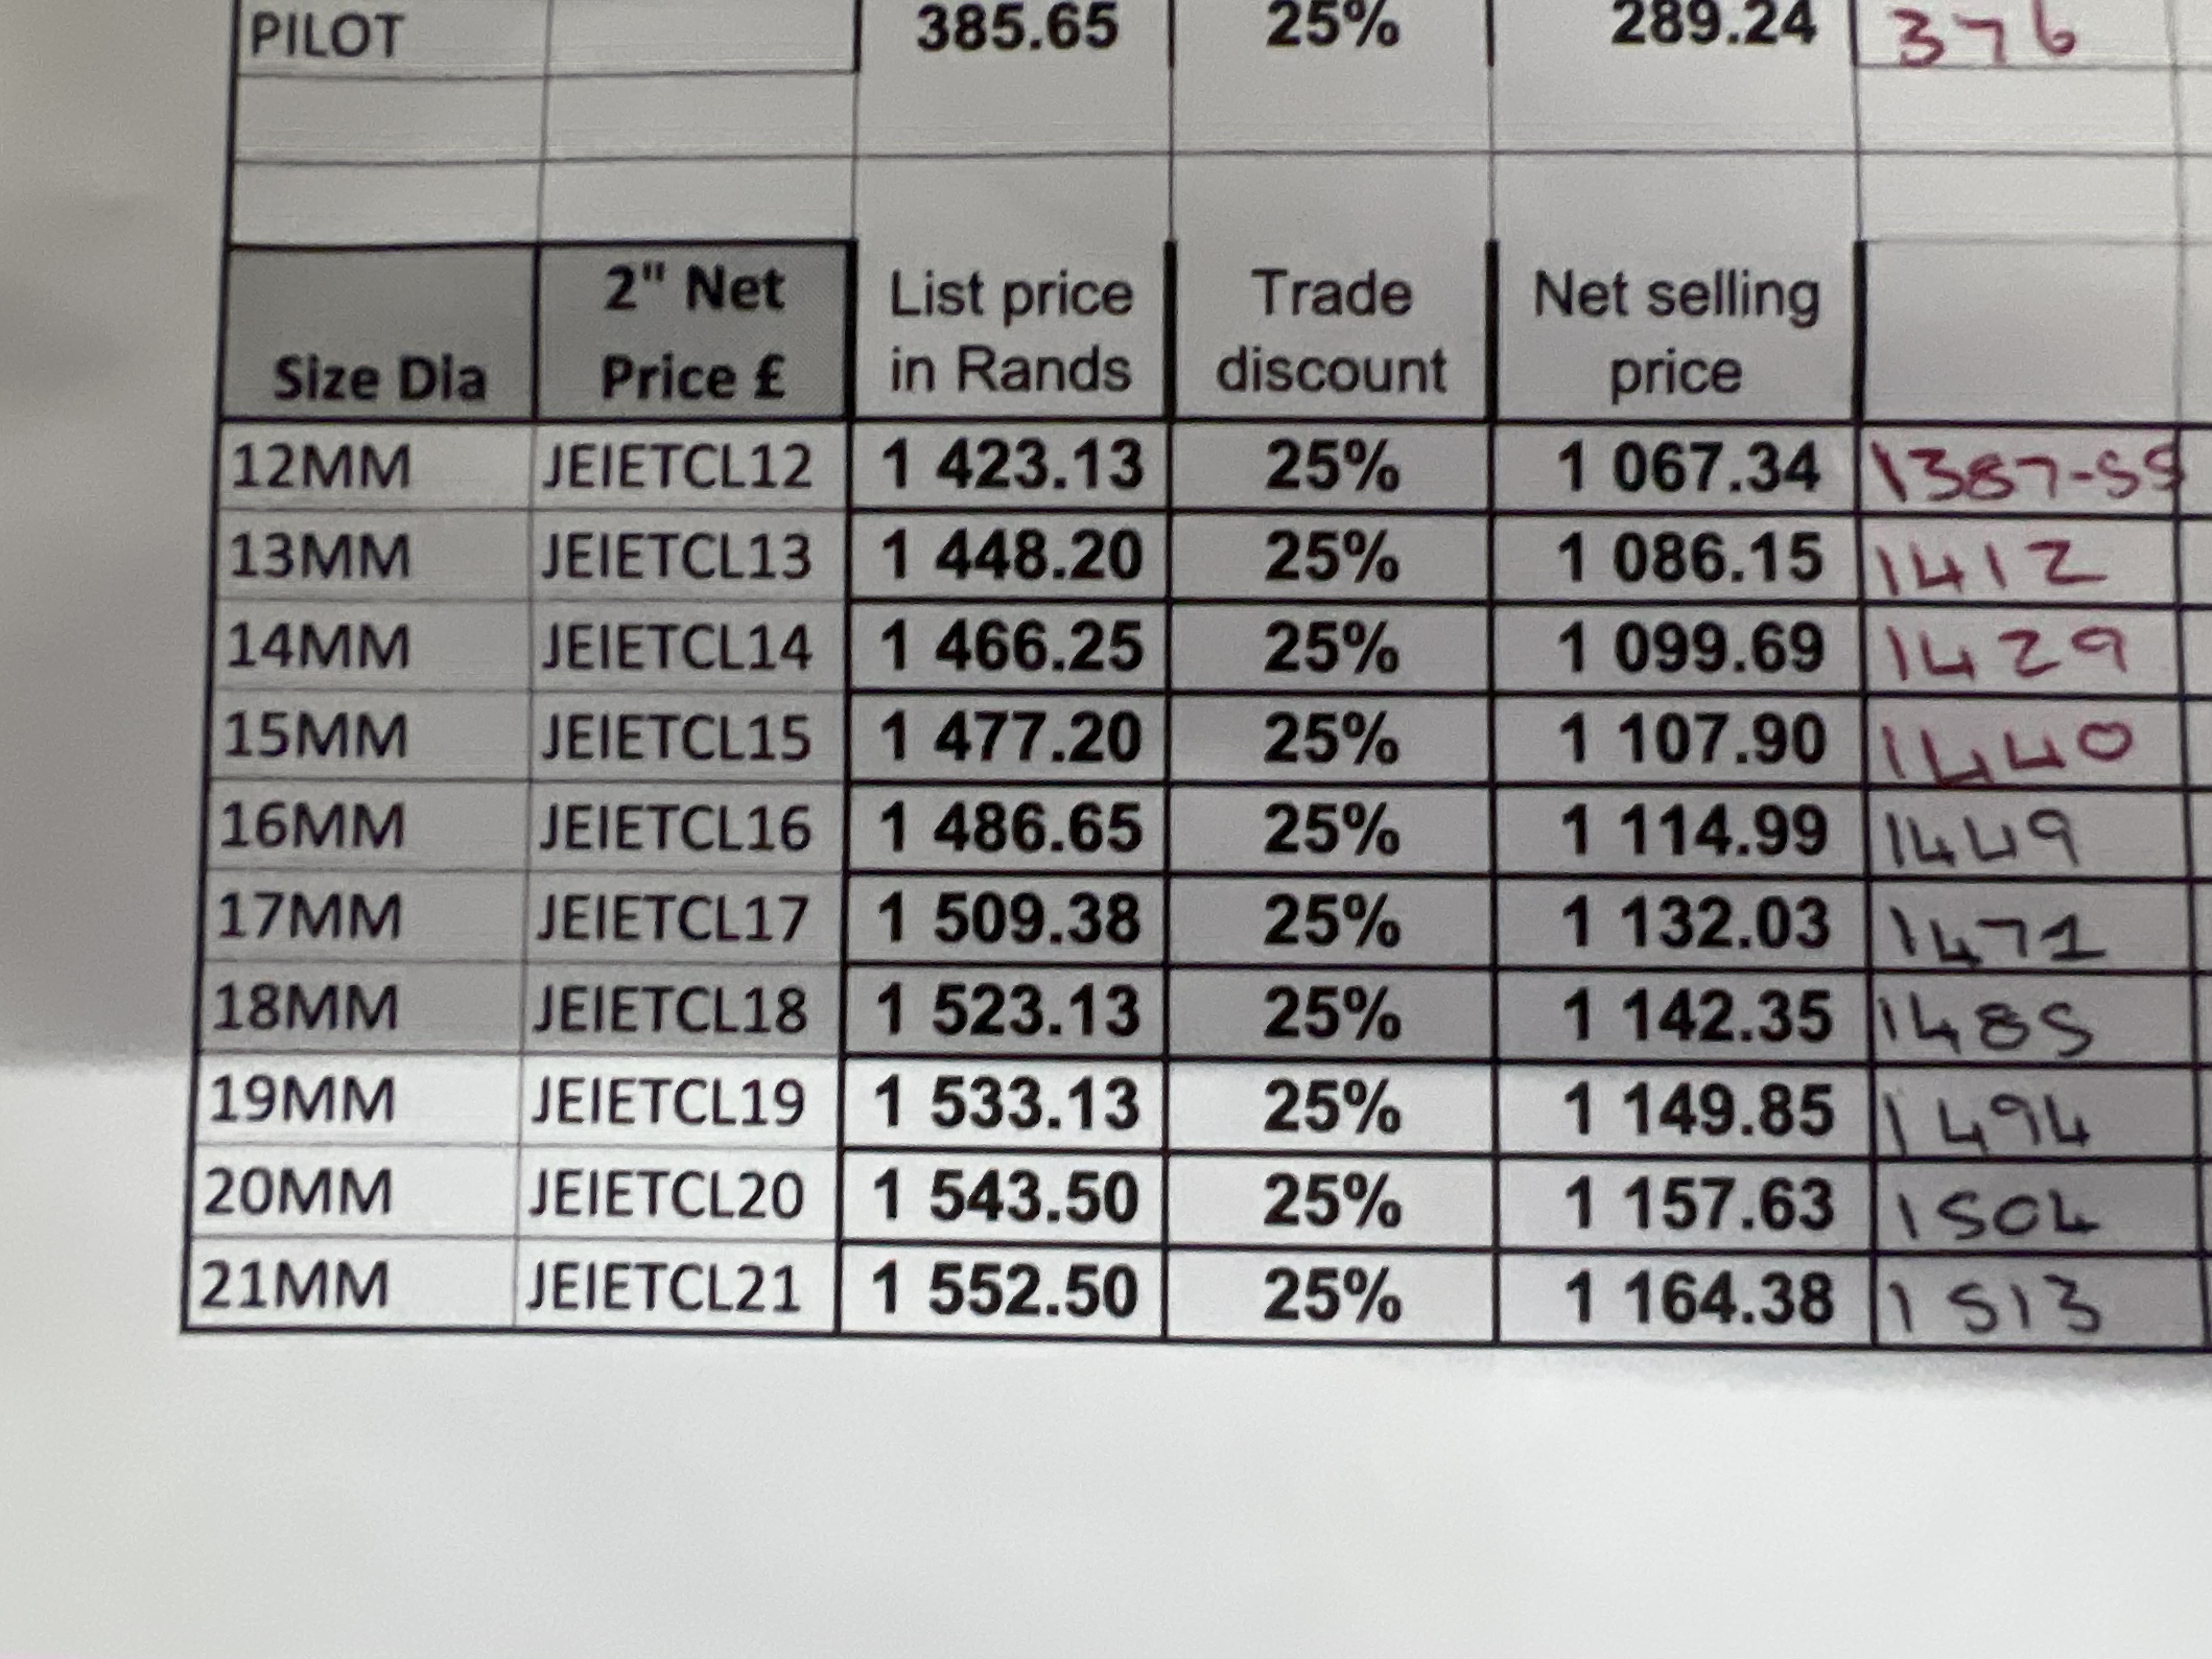 PILOT 385.65 25% 289.24 376
Size Dia 2" Net Price £ List price in Rands Trade discount Net selling price
12MM JEIETCL12 1 423.13 25% 1 067.34 1387-59
13MM JEIETCL13 1 448.20 25% 1 086.15 1412
14MM JEIETCL14 1 466.25 25% 1 099.69 1429
15MM JEIETCL15 1 477.20 25% 1 107.90 1440
16MM JEIETCL16 1 486.65 25% 1 114.99 1449
17MM JEIETCL17 1 509.38 25% 1 132.03 1471
18MM JEIETCL18 1 523.13 25% 1 142.35 1485
19MM JEIETCL19 1 533.13 25% 1 149.85 1494
20MM JEIETCL20 1 543.50 25% 1 157.63 1504
21MM JEIETCL21 1 552.50 25% 1 164.38 1513